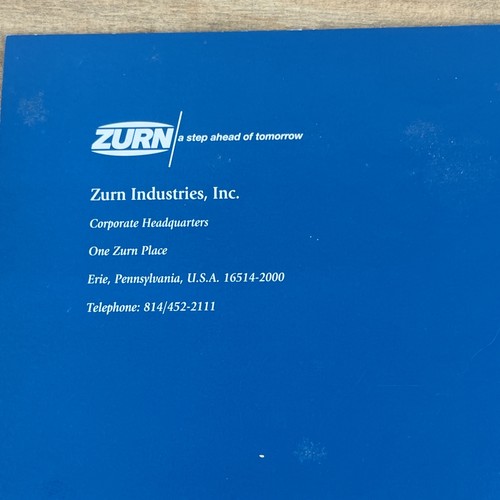 ZURN a step ahead of tomorrow
Zurn Industries, Inc.
Corporate Headquarters
One Zurn Place
Erie, Pennsylvania, U.S.A. 16514-2000
Telephone: 814/452-2111